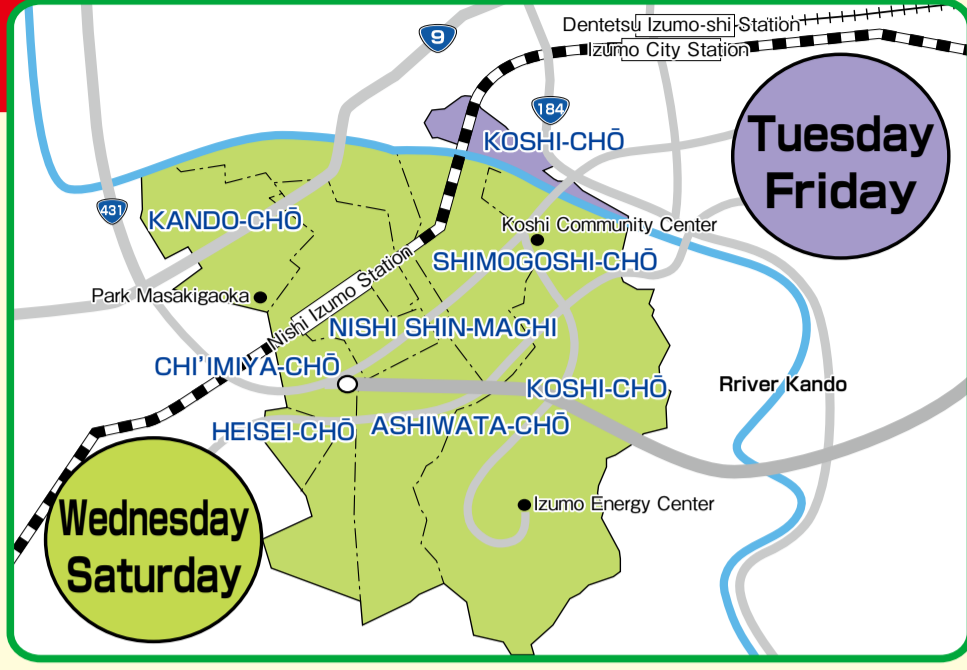 Dentetsu Izumo-shi Station
9
Izumo City Station
184
Tuesday
Friday
KOSHI-CHŌ
431
KANDO-CHŌ
Koshi Community Center
SHIMOGOSHI-CHŌ
Park Masakigaoka
Nishi Izumo Station
NISHI SHIN-MACHI
CHI'IMIYA-CHŌ
KOSHI-CHŌ
Rriver Kando
HEISEI-CHŌ
ASHIWATA-CHŌ
Izumo Energy Center
Wednesday
Saturday